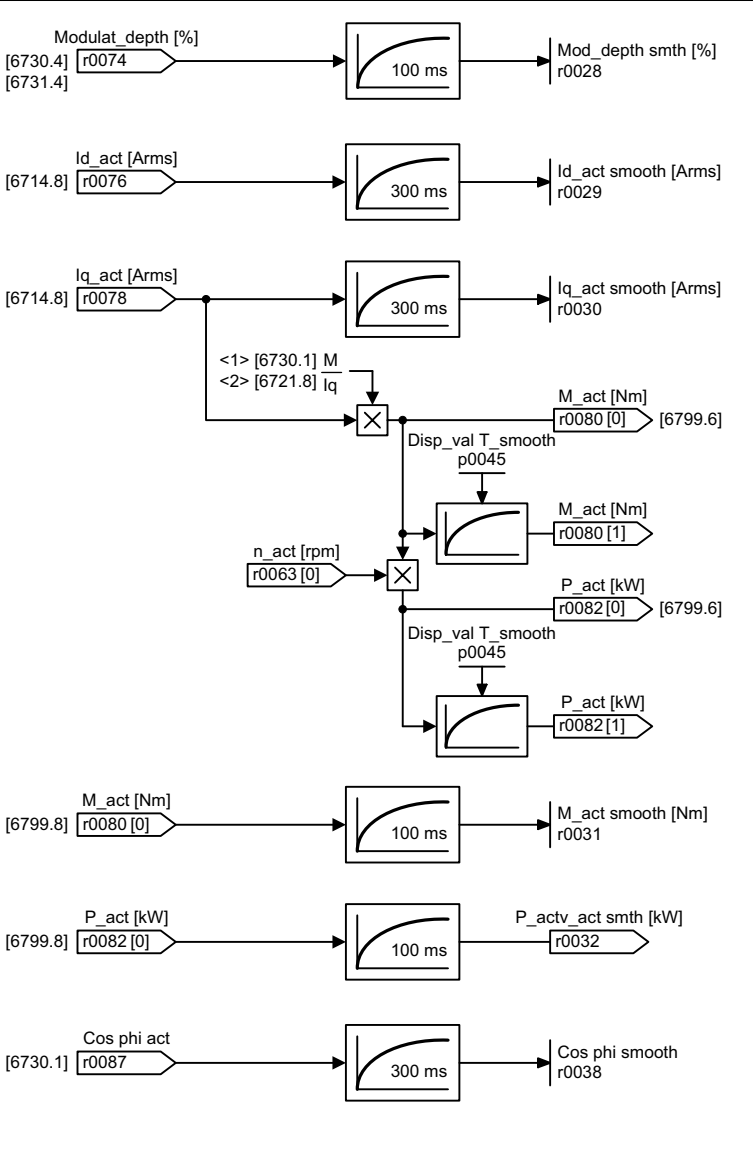 Modulat_depth [%]
[6730.4] r0074
[6731.4]
100 ms
Mod_depth smth [%]
r0028
Id_act [Arms]
[6714.8] r0076
300 ms
Id_act smooth [Arms]
r0029
Iq_act [Arms]
[6714.8] r0078
300 ms
Iq_act smooth [Arms]
r0030
<1> [6730.1] M
<2> [6721.8] Iq
M_act [Nm]
r0080 [0] [6799.6]
Disp_val T_smooth
p0045
M_act [Nm]
r0080 [1]
n_act [rpm]
r0063 [0]
P_act [kW]
r0082 [0] [6799.6]
Disp_val T_smooth
p0045
P_act [kW]
r0082 [1]
M_act [Nm]
[6799.8] r0080 [0]
100 ms
M_act smooth [Nm]
r0031
P_act [kW]
[6799.8] r0082 [0]
100 ms
P_actv_act smth [kW]
r0032
Cos phi act
[6730.1] r0087
300 ms
Cos phi smooth
r0038